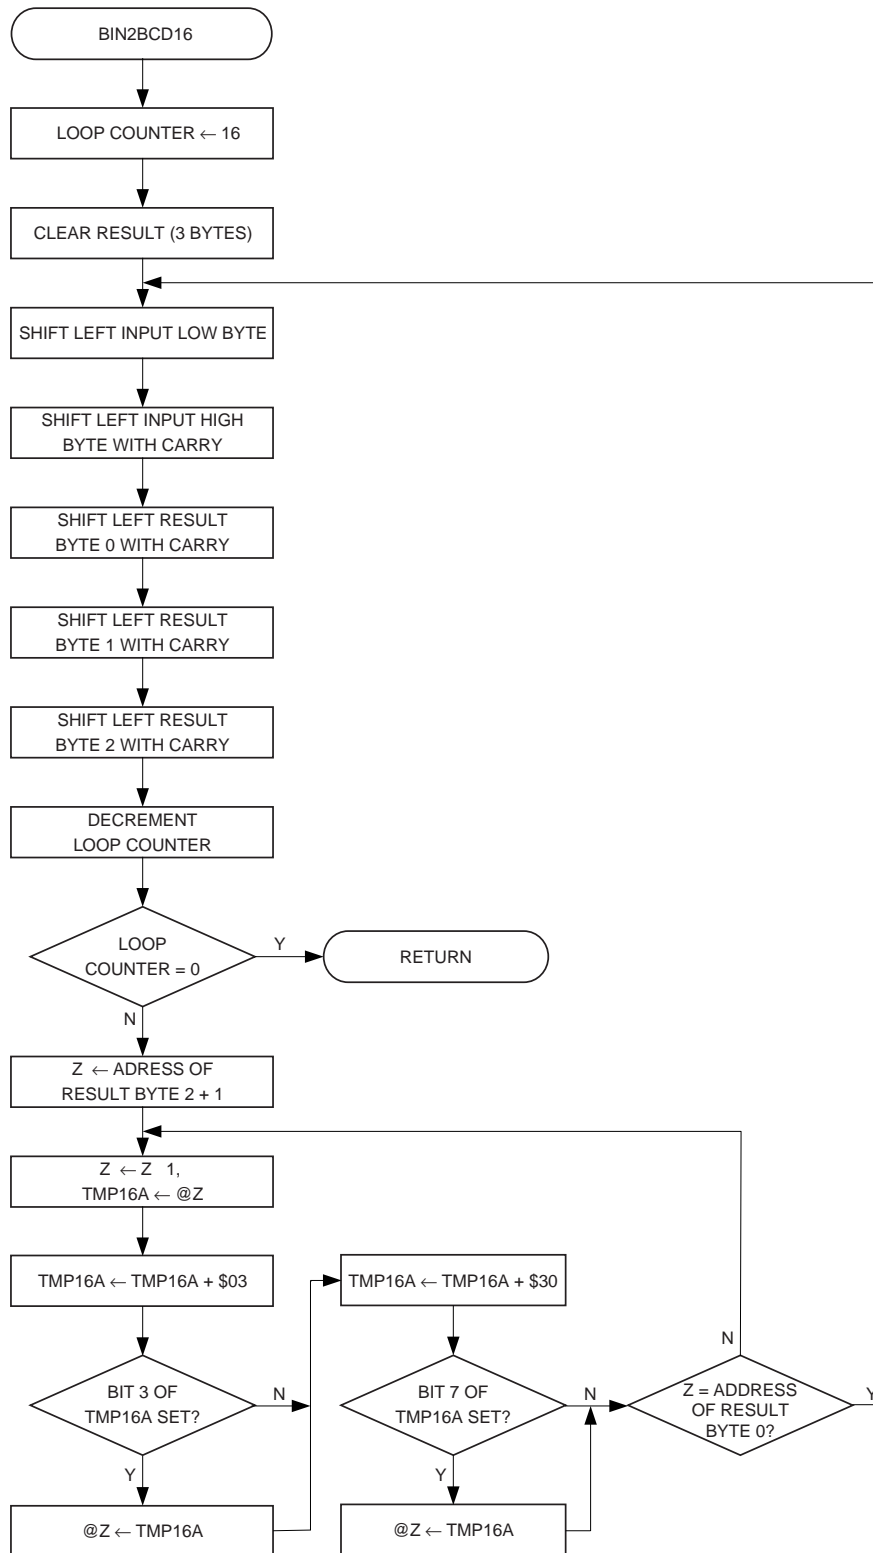 BIN2BCD16
LOOP COUNTER ← 16
CLEAR RESULT (3 BYTES)
SHIFT LEFT INPUT LOW BYTE
SHIFT LEFT INPUT HIGH
BYTE WITH CARRY
SHIFT LEFT RESULT
BYTE 0 WITH CARRY
SHIFT LEFT RESULT
BYTE 1 WITH CARRY
SHIFT LEFT RESULT
BYTE 2 WITH CARRY
DECREMENT
LOOP COUNTER
LOOP
COUNTER = 0
Y
RETURN
N
Z ← ADRESS OF
RESULT BYTE 2 + 1
Z ← Z 1,
TMP16A ← @Z
TMP16A ← TMP16A + $03
BIT 3 OF
TMP16A SET?
N
Y
@Z ← TMP16A
TMP16A ← TMP16A + $30
BIT 7 OF
TMP16A SET?
N
Y
@Z ← TMP16A
Z = ADDRESS
OF RESULT
BYTE 0?
N
Y